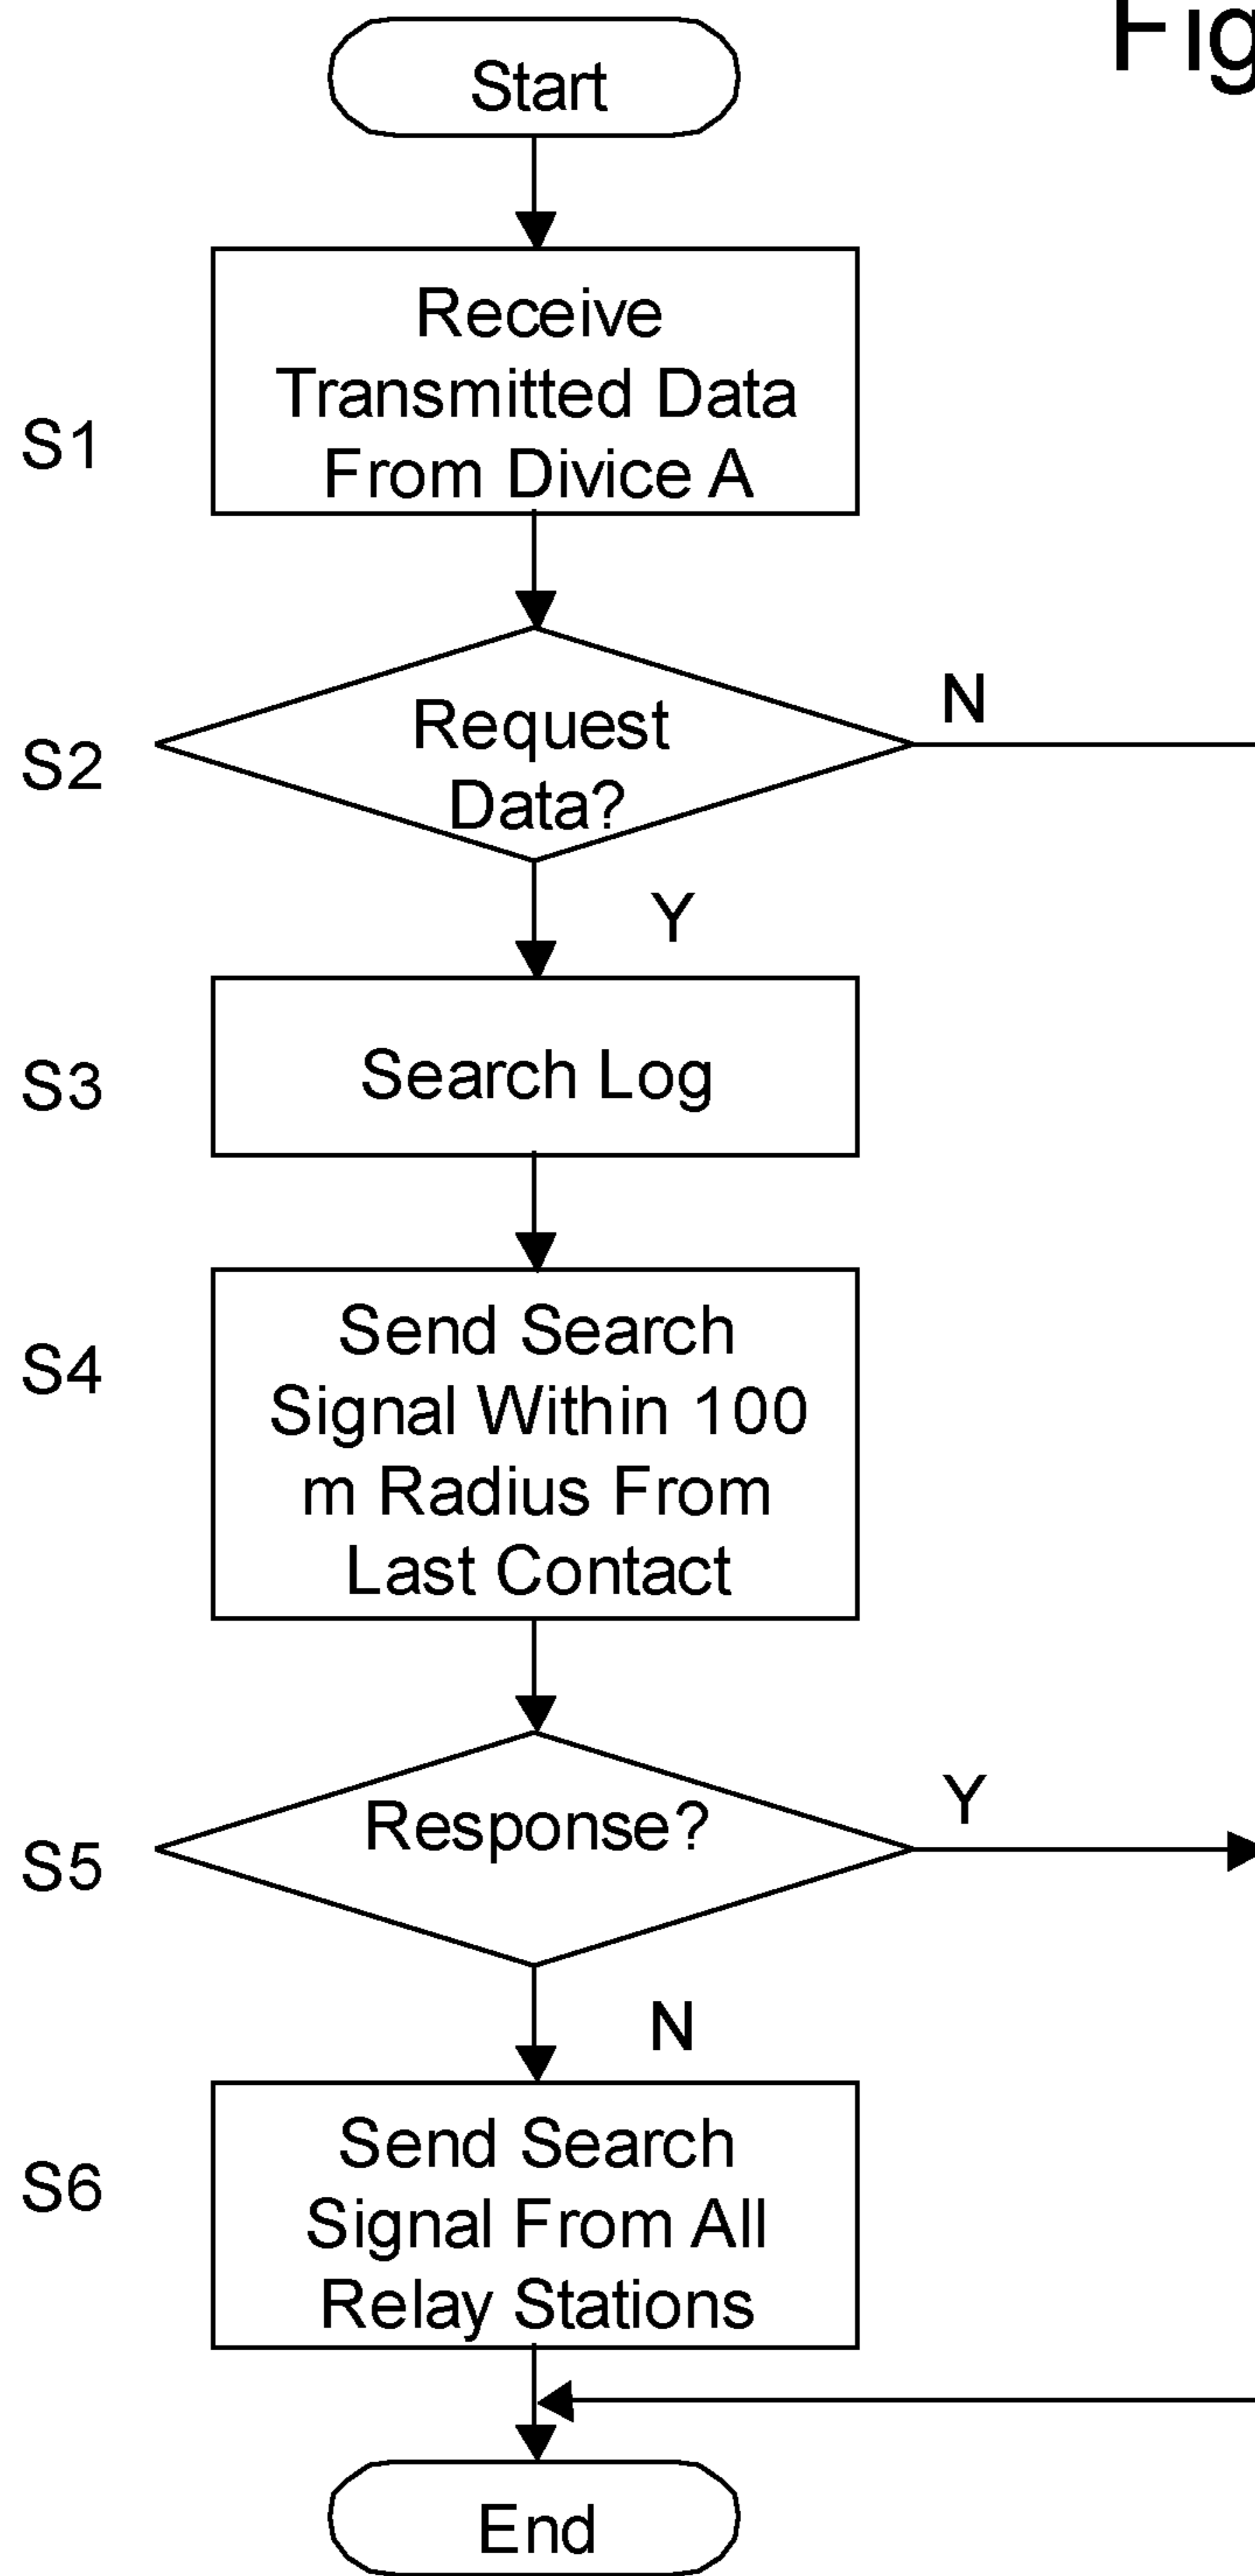 Fig
Start
Receive
Transmitted Data
From Divice A
S1
Request
Data?
S2
N
Y
Search Log
S3
Send Search
Signal Within 100
m Radius From
Last Contact
S4
Response?
S5
Y
N
Send Search
Signal From All
Relay Stations
S6
End